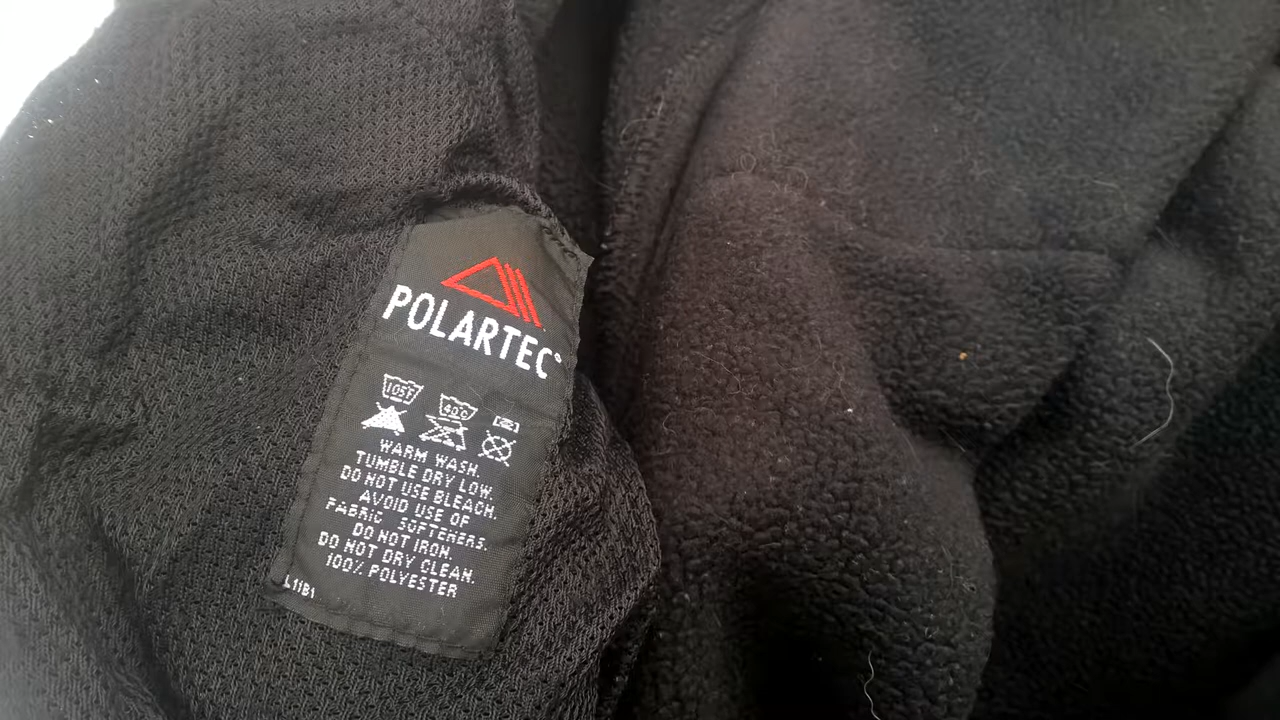 POLARTEC®
105F
40°C
WARM WASH.
TUMBLE DRY LOW.
DO NOT USE BLEACH.
AVOID USE OF
FABRIC SOFTENERS.
DO NOT IRON.
DO NOT DRY CLEAN.
100% POLYESTER
L11B1